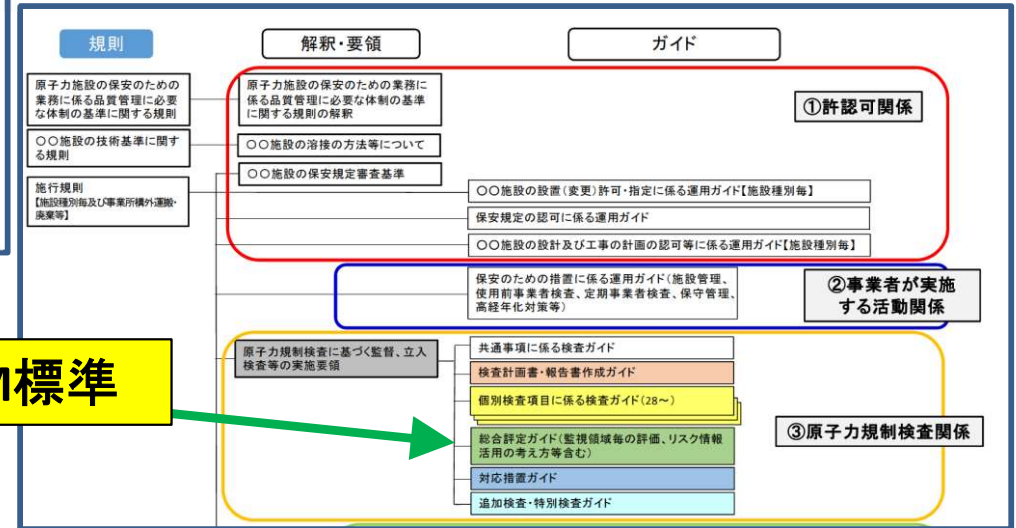 規則
解釈・要領
ガイド
原子力施設の保安のための
業務に係る品質管理に必要
な体制の基準に関する規則
原子力施設の保安のための業務に
係る品質管理に必要な体制の基準
に関する規則の解釈
①許認可関係
〇〇施設の技術基準に関す
る規則
〇〇施設の溶接の方法等について
〇〇施設の保安規定審査基準
施行規則
【施設種別毎及び事業所構外運搬・
廃棄等】
〇〇施設の設置(変更)許可・指定に係る運用ガイド【施設種別毎】
保安規定の認可に係る運用ガイド
〇〇施設の設計及び工事の計画の認可等に係る運用ガイド【施設種別毎】
保安のための措置に係る運用ガイド(施設管理、
使用前事業者検査、定期事業者検査、保守管理、
高経年化対策等)
②事業者が実施
する活動関係
原子力規制検査に基づく監督、立入
検査等の実施要領
共通事項に係る検査ガイド
検査計画書・報告書作成ガイド
個別検査項目に係る検査ガイド(28~)
総合評定ガイド(監視領域毎の評価、リスク情報
活用の考え方等含む)
対応措置ガイド
追加検査・特別検査ガイド
③原子力規制検査関係
標準